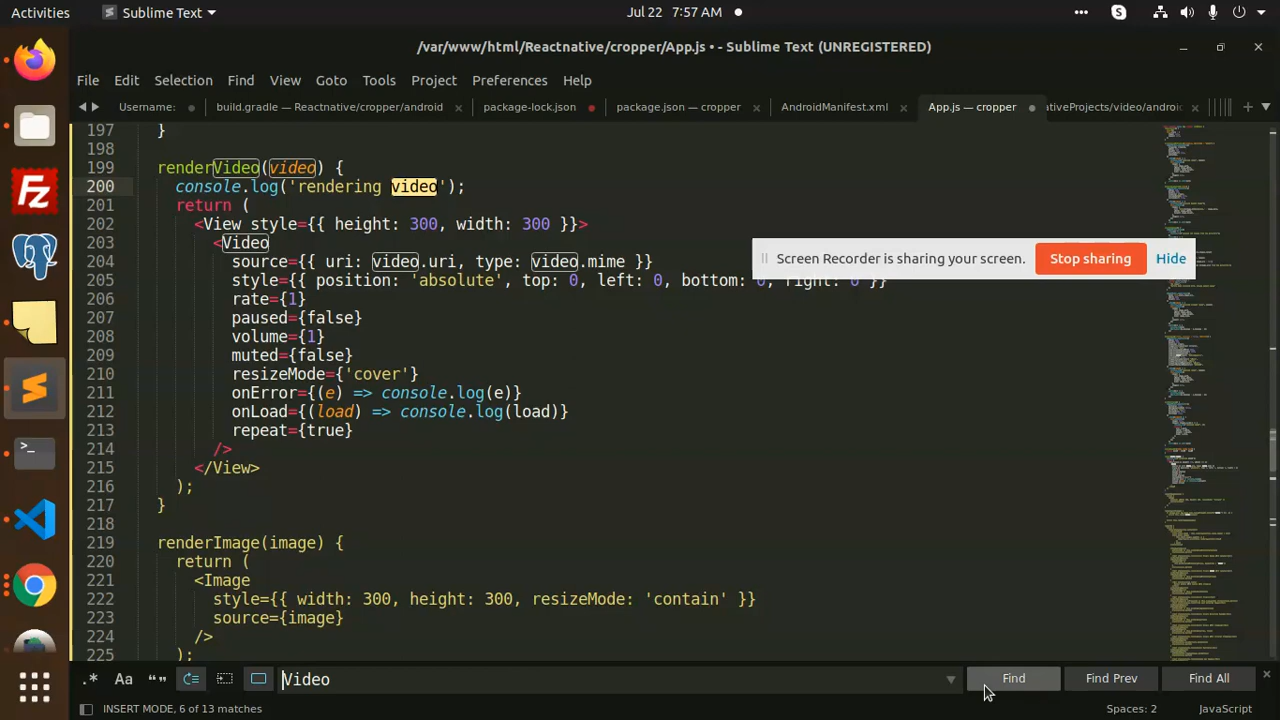 Activities Sublime Text Jul 22 7:57 AM
/var/www/html/Reactnative/cropper/App.js • - Sublime Text (UNREGISTERED)
File Edit Selection Find View Goto Tools Project Preferences Help
Username: build.gradle — Reactnative/cropper/android package-lock.json package.json — cropper AndroidManifest.xml App.js — cropper ativeProjects/video/androi
197 }
198
199 renderVideo(video) {
200 console.log('rendering video');
201 return (
202 <View style={{ height: 300, width: 300 }}>
203 <Video
204 source={{ uri: video.uri, type: video.mime }}
205 style={{ position: 'absolute', top: 0, left: 0, bottom: 0, right: 0 }}
206 rate={1}
207 paused={false}
208 volume={1}
209 muted={false}
210 resizeMode={'cover'}
211 onError={(e) => console.log(e)}
212 onLoad={(load) => console.log(load)}
213 repeat={true}
214 />
215 </View>
216 );
217 }
218
219 renderImage(image) {
220 return (
221 <Image
222 style={{ width: 300, height: 300, resizeMode: 'contain' }}
223 source={image}
224 />
225 );
Screen Recorder is sharing your screen. Stop sharing Hide
.* Aa “” Video Find Find Prev Find All
INSERT MODE, 6 of 13 matches Spaces: 2 JavaScript